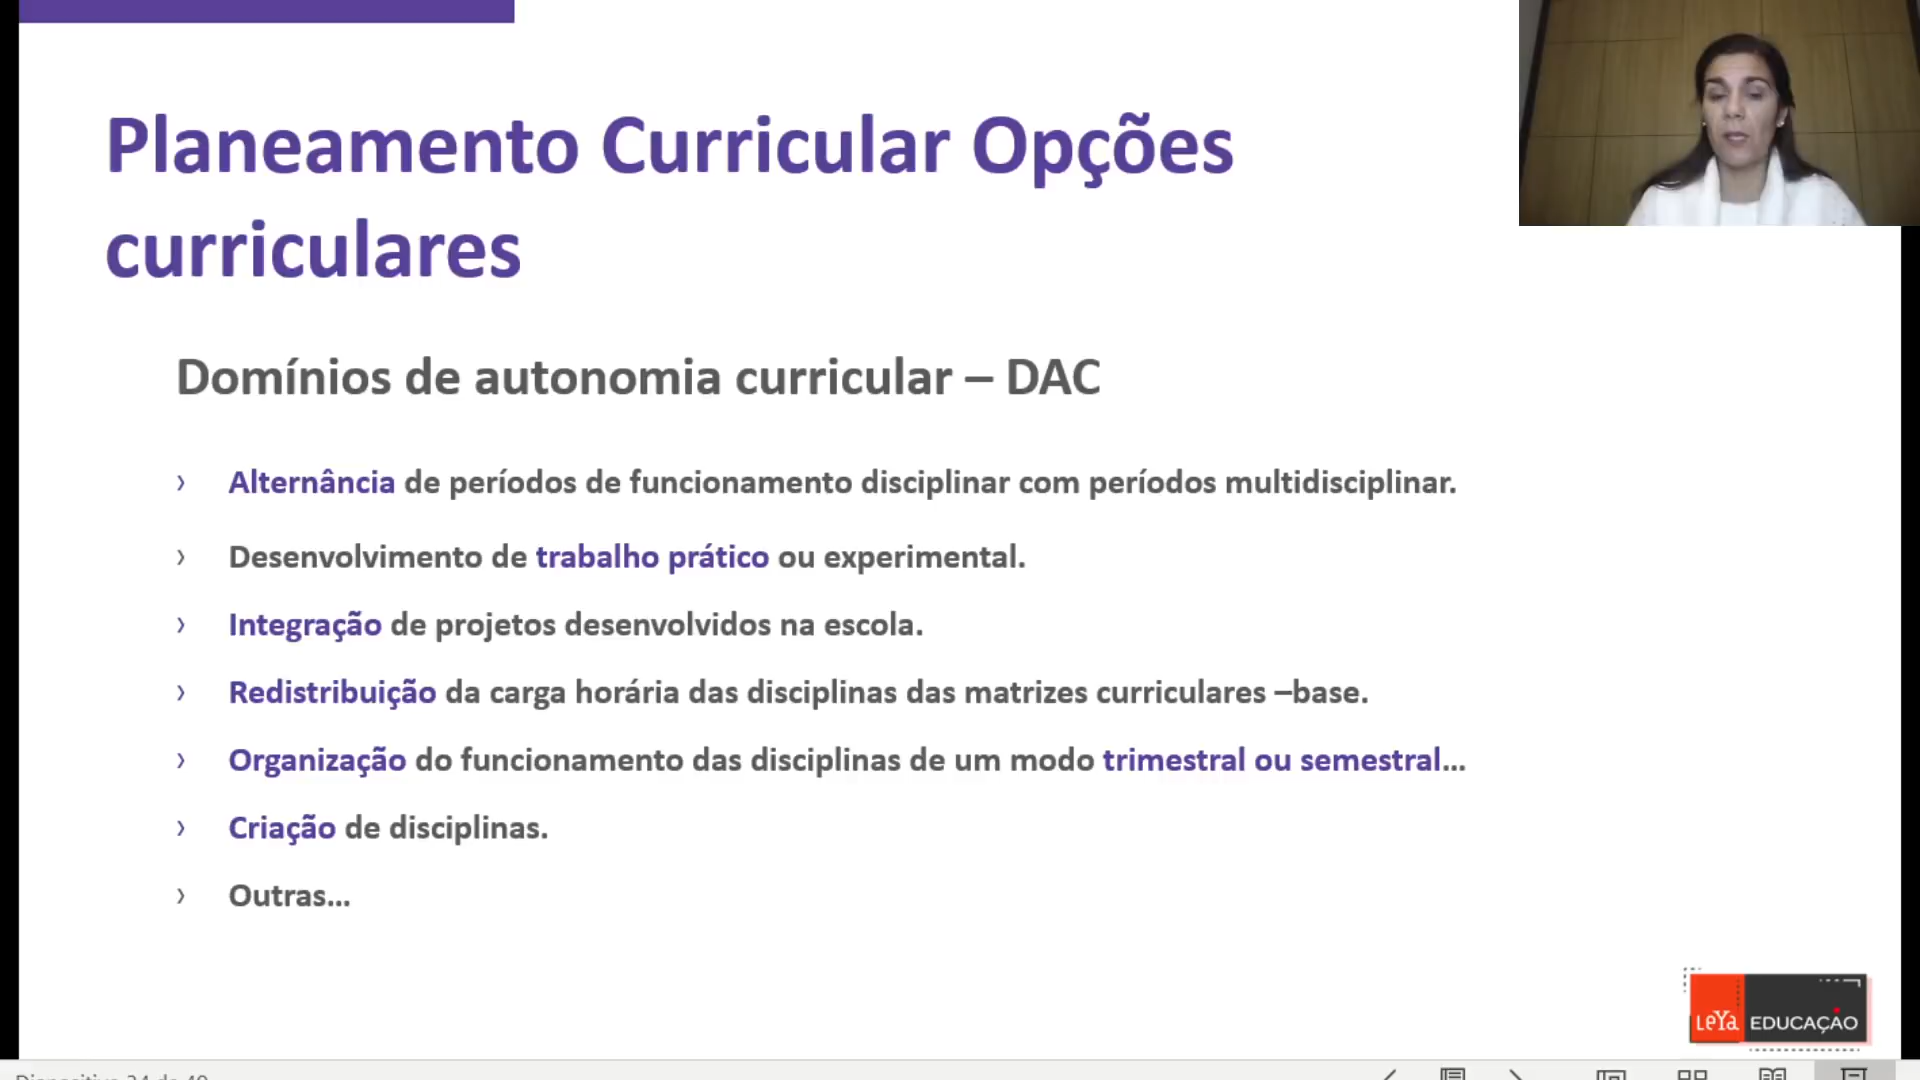 Planeamento Curricular Opções
curriculares
Domínios de autonomia curricular – DAC
› Alternância de períodos de funcionamento disciplinar com períodos multidisciplinar.
› Desenvolvimento de trabalho prático ou experimental.
› Integração de projetos desenvolvidos na escola.
› Redistribuição da carga horária das disciplinas das matrizes curriculares –base.
› Organização do funcionamento das disciplinas de um modo trimestral ou semestral...
› Criação de disciplinas.
› Outras...
LeYa EDUCAÇÃO